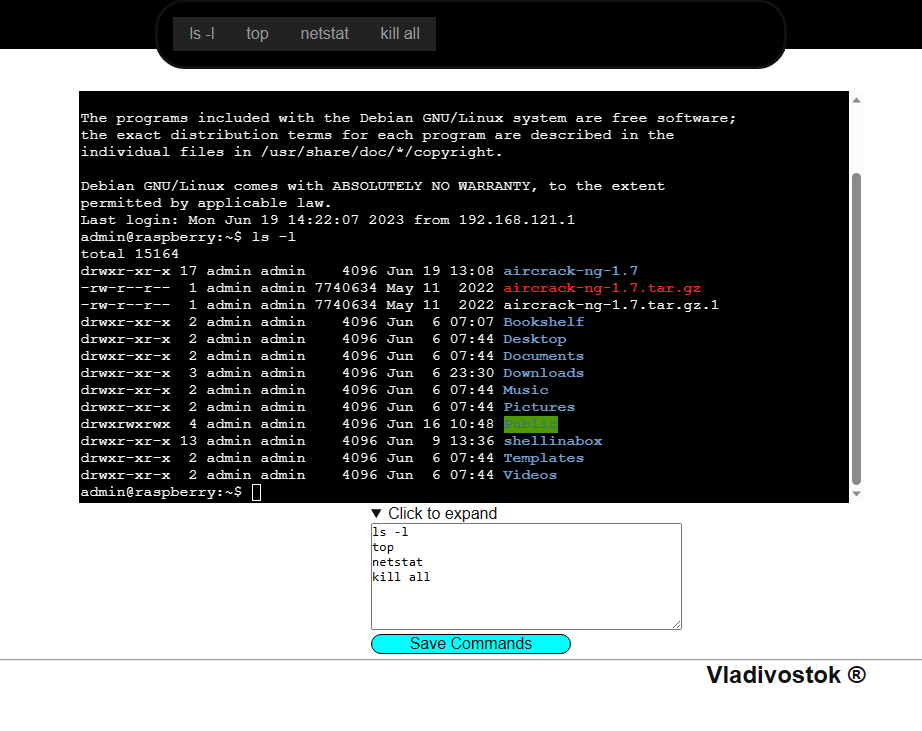 ls -l top netstat kill all
The programs included with the Debian GNU/Linux system are free software;
the exact distribution terms for each program are described in the
individual files in /usr/share/doc/*/copyright.
Debian GNU/Linux comes with ABSOLUTELY NO WARRANTY, to the extent
permitted by applicable law.
Last login: Mon Jun 19 14:22:07 2023 from 192.168.121.1
admin@raspberry:~$ ls -l
total 15164
drwxr-xr-x 17 admin admin    4096 Jun 19 13:08 aircrack-ng-1.7
-rw-r--r--  1 admin admin 7740634 May 11  2022 aircrack-ng-1.7.tar.gz
-rw-r--r--  1 admin admin 7740634 May 11  2022 aircrack-ng-1.7.tar.gz.1
drwxr-xr-x  2 admin admin    4096 Jun  6 07:07 Bookshelf
drwxr-xr-x  2 admin admin    4096 Jun  6 07:44 Desktop
drwxr-xr-x  2 admin admin    4096 Jun  6 07:44 Documents
drwxr-xr-x  3 admin admin    4096 Jun  6 23:30 Downloads
drwxr-xr-x  2 admin admin    4096 Jun  6 07:44 Music
drwxr-xr-x  2 admin admin    4096 Jun  6 07:44 Pictures
drwxrwxrwx  4 admin admin    4096 Jun 16 10:48 Public
drwxr-xr-x 13 admin admin    4096 Jun  9 13:36 shellinabox
drwxr-xr-x  2 admin admin    4096 Jun  6 07:44 Templates
drwxr-xr-x  2 admin admin    4096 Jun  6 07:44 Videos
admin@raspberry:~$
▼ Click to expand
ls -l
top
netstat
kill all
Save Commands
Vladivostok ®